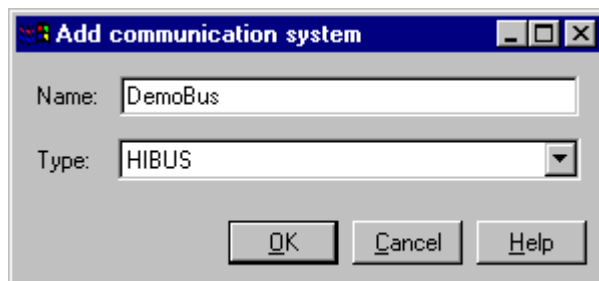 Add communication system
Name: DemoBus
Type: HIBUS
OK Cancel Help